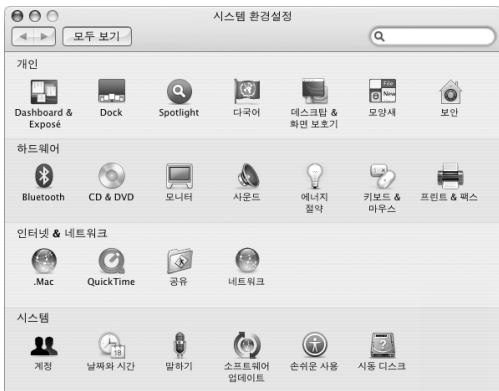 시스템 환경설정
모두 보기
개인
Dashboard & Exposé
Dock
Spotlight
다국어
데스크탑 & 화면 보호기
File
New
모양새
보안
하드웨어
Bluetooth
CD & DVD
모니터
사운드
에너지 절약
키보드 & 마우스
프린트 & 팩스
인터넷 & 네트워크
.Mac
QuickTime
공유
네트워크
시스템
계정
18
날짜와 시간
말하기
소프트웨어 업데이트
손쉬운 사용
?
시동 디스크